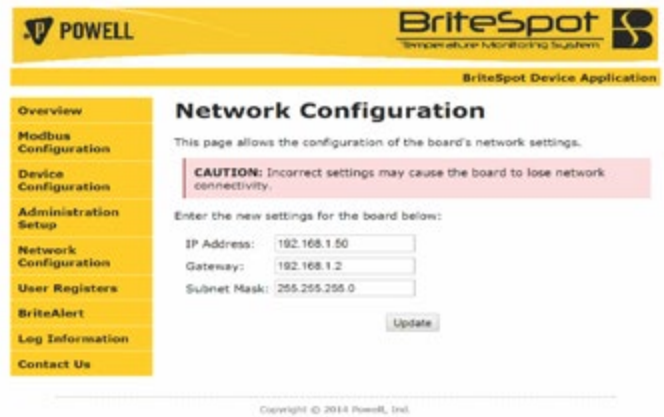 POWELL
BriteSpot
Temperature Monitoring System
BriteSpot Device Application
Overview
Modbus
Configuration
Device
Configuration
Administration
Setup
Network
Configuration
User Registers
BriteAlert
Log Information
Contact Us
Network Configuration
This page allows the configuration of the board's network settings.
CAUTION: Incorrect settings may cause the board to lose network
connectivity.
Enter the new settings for the board below:
IP Address: 192.168.1.50
Gateway: 192.168.1.2
Subnet Mask: 255.255.255.0
Update
Copyright © 2014 Powell, Ind.